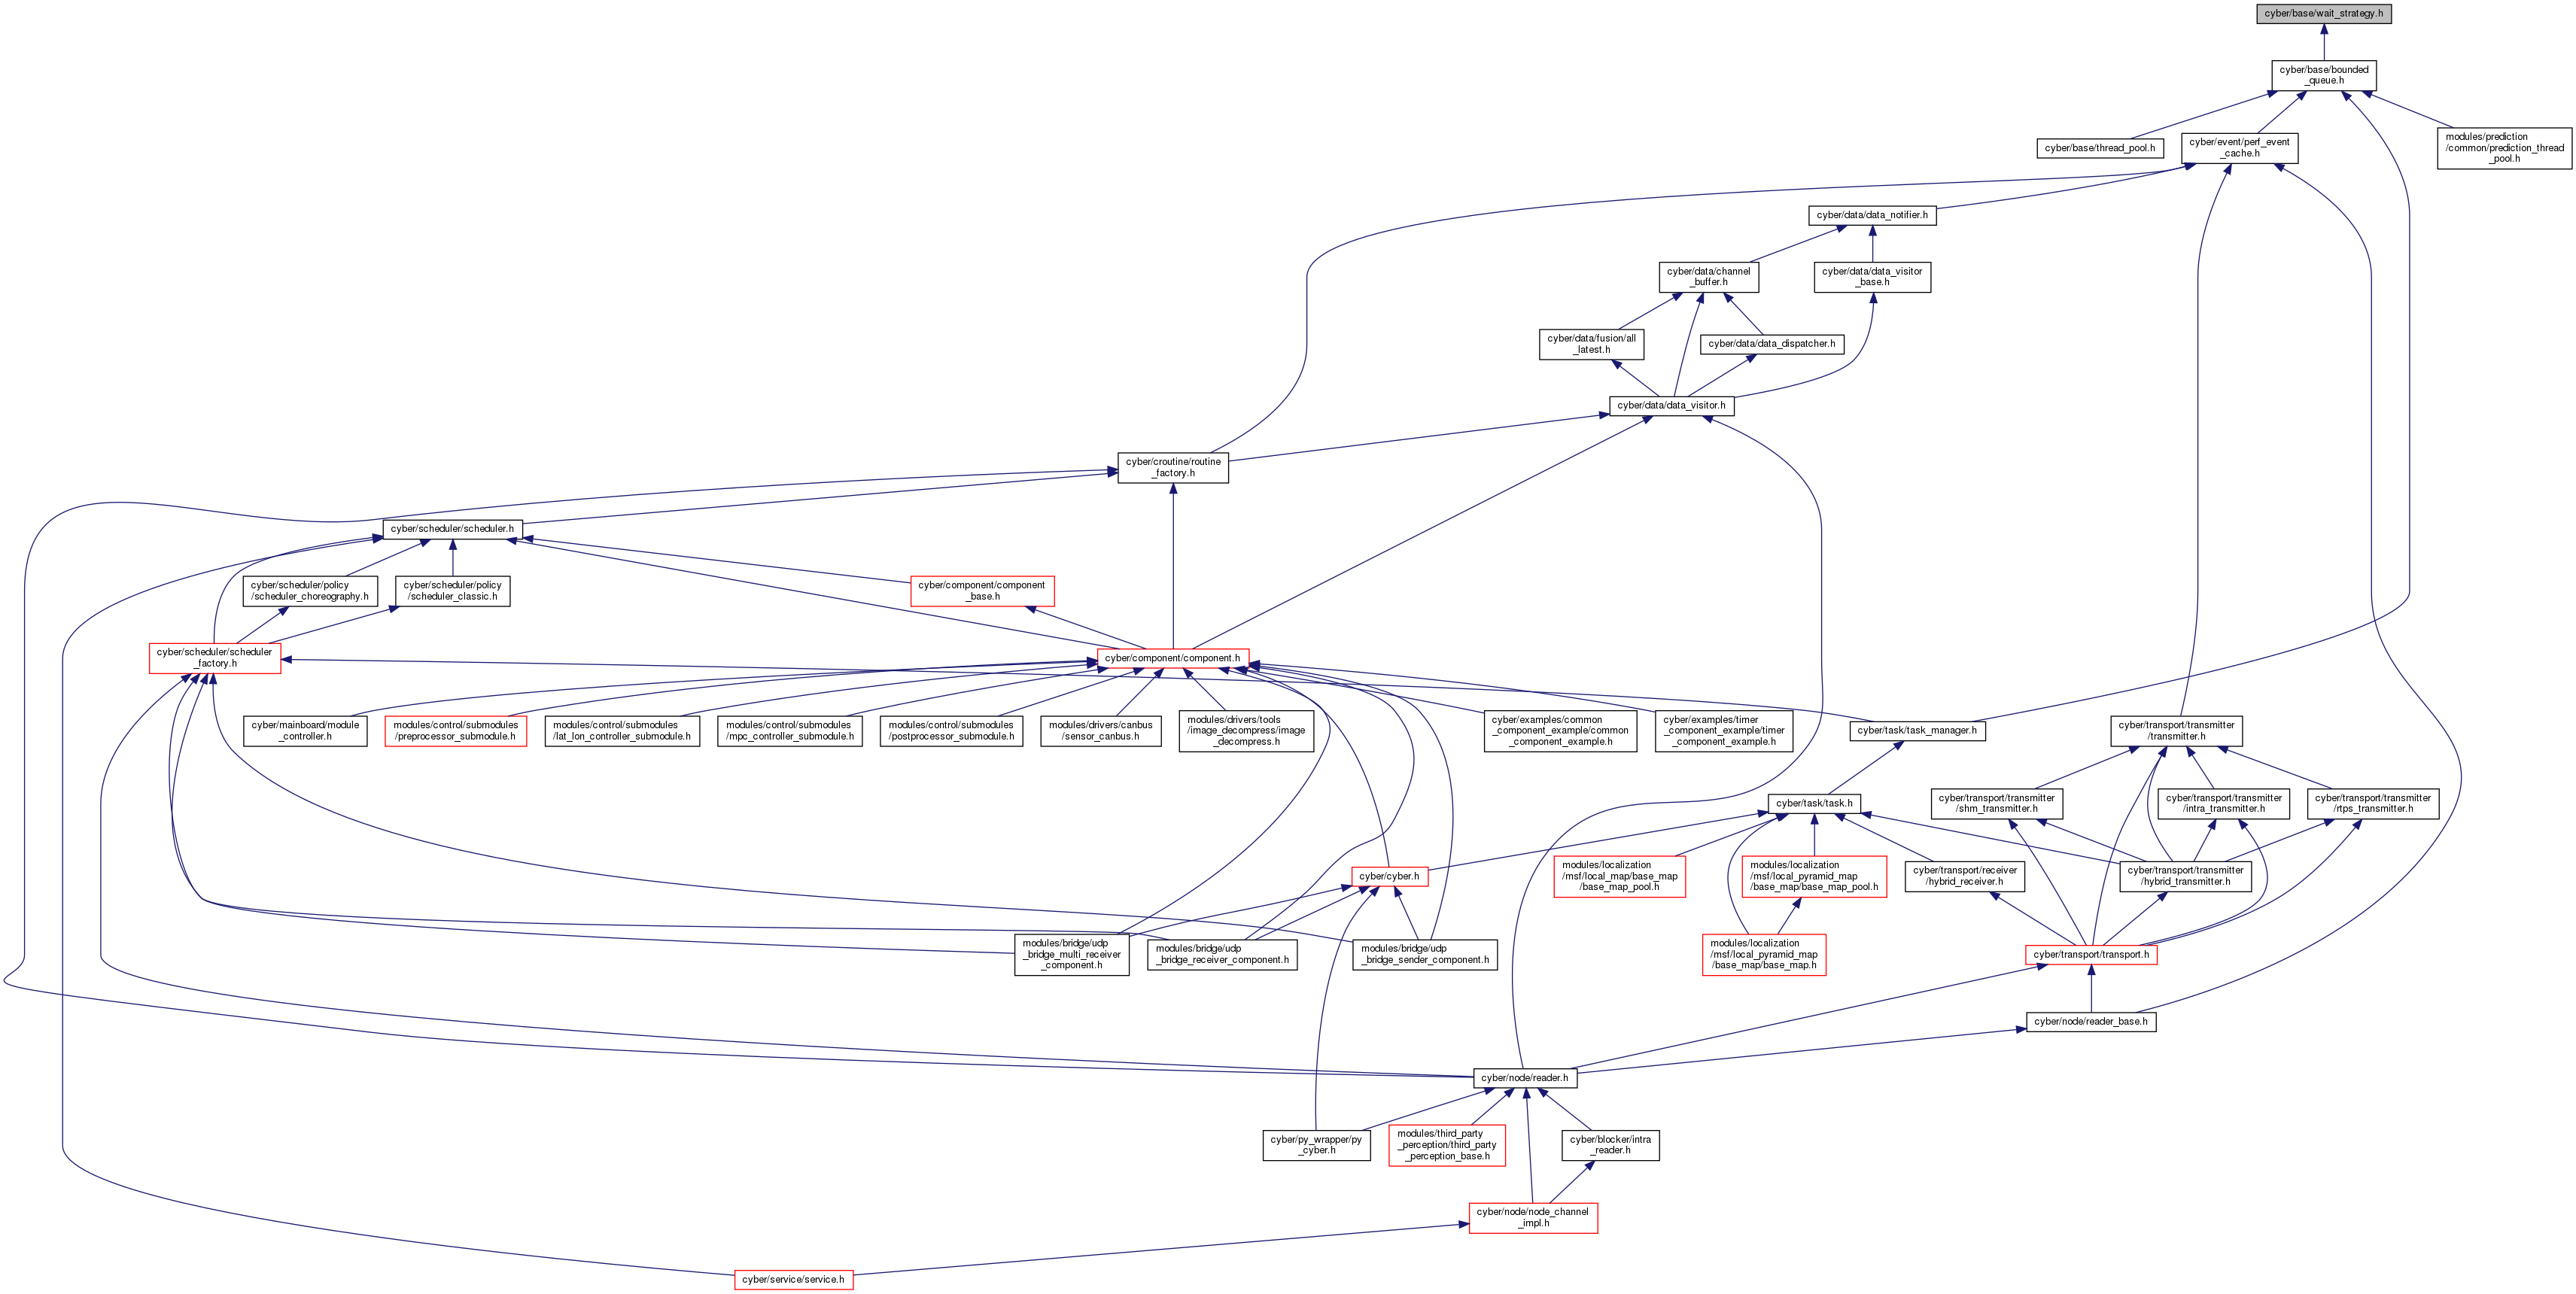 cyber/base/wait_strategy.h
cyber/base/bounded
_queue.h
cyber/base/thread_pool.h
cyber/event/perf_event
_cache.h
modules/prediction
/common/prediction_thread
_pool.h
cyber/data/data_notifier.h
cyber/data/channel
_buffer.h
cyber/data/data_visitor
_base.h
cyber/data/fusion/all
_latest.h
cyber/data/data_dispatcher.h
cyber/data/data_visitor.h
cyber/croutine/routine
_factory.h
cyber/scheduler/scheduler.h
cyber/scheduler/policy
/scheduler_choreography.h
cyber/scheduler/policy
/scheduler_classic.h
cyber/component/component
_base.h
cyber/scheduler/scheduler
_factory.h
cyber/component/component.h
cyber/mainboard/module
_controller.h
modules/control/submodules
/preprocessor_submodule.h
modules/control/submodules
/lat_lon_controller_submodule.h
modules/control/submodules
/mpc_controller_submodule.h
modules/control/submodules
/postprocessor_submodule.h
modules/drivers/canbus
/sensor_canbus.h
modules/drivers/tools
/image_decompress/image
_decompress.h
cyber/examples/common
_component_example/common
_component_example.h
cyber/examples/timer
_component_example/timer
_component_example.h
cyber/task/task_manager.h
cyber/transport/transmitter
/transmitter.h
cyber/task/task.h
cyber/transport/transmitter
/shm_transmitter.h
cyber/transport/transmitter
/intra_transmitter.h
cyber/transport/transmitter
/rtps_transmitter.h
cyber/cyber.h
modules/localization
/msf/local_map/base_map
/base_map_pool.h
modules/localization
/msf/local_pyramid_map
/base_map/base_map_pool.h
cyber/transport/receiver
/hybrid_receiver.h
cyber/transport/transmitter
/hybrid_transmitter.h
modules/bridge/udp
_bridge_multi_receiver
_component.h
modules/bridge/udp
_bridge_receiver_component.h
modules/bridge/udp
_bridge_sender_component.h
modules/localization
/msf/local_pyramid_map
/base_map/base_map.h
cyber/transport/transport.h
cyber/node/reader_base.h
cyber/node/reader.h
cyber/py_wrapper/py
_cyber.h
modules/third_party
_perception/third_party
_perception_base.h
cyber/blocker/intra
_reader.h
cyber/node/node_channel
_impl.h
cyber/service/service.h